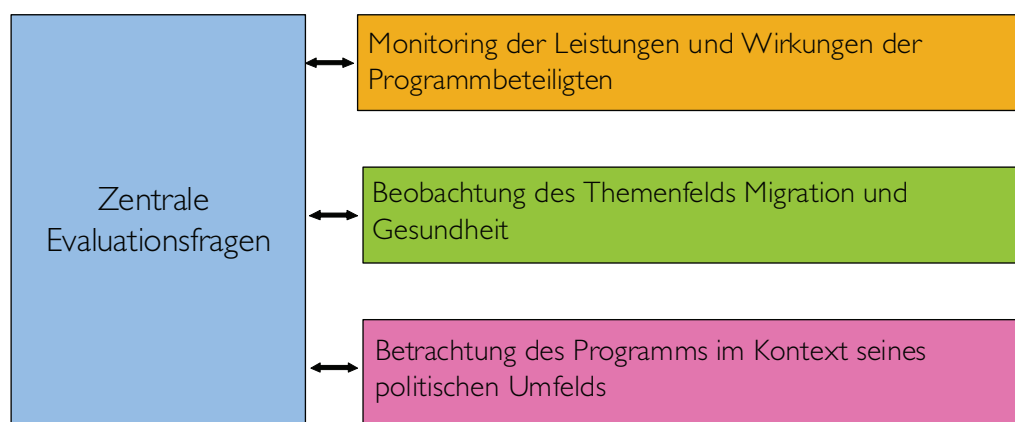 Monitoring der Leistungen und Wirkungen der
Programmbeteiligten
Zentrale
Evaluationsfragen
Beobachtung des Themenfelds Migration und
Gesundheit
Betrachtung des Programms im Kontext seines
politischen Umfelds